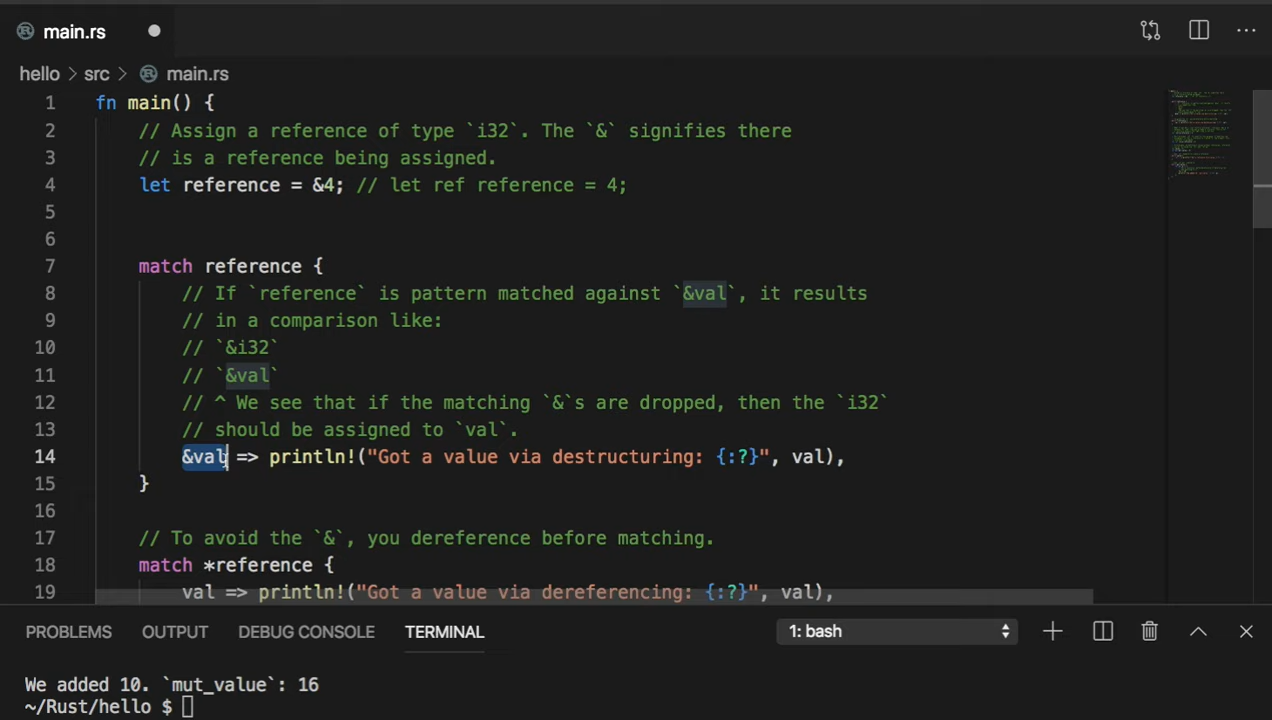 main.rs
hello > src > main.rs
1 fn main() {
2 // Assign a reference of type `i32`. The `&` signifies there
3 // is a reference being assigned.
4 let reference = &4; // let ref reference = 4;
5
6
7 match reference {
8 // If `reference` is pattern matched against `&val`, it results
9 // in a comparison like:
10 // `&i32`
11 // `&val`
12 // ^ We see that if the matching `&`s are dropped, then the `i32`
13 // should be assigned to `val`.
14 &val => println!("Got a value via destructuring: {:?}", val),
15 }
16
17 // To avoid the `&`, you dereference before matching.
18 match *reference {
19 val => println!("Got a value via dereferencing: {:?}", val),
PROBLEMS OUTPUT DEBUG CONSOLE TERMINAL 1: bash
We added 10. `mut_value`: 16
~/Rust/hello $